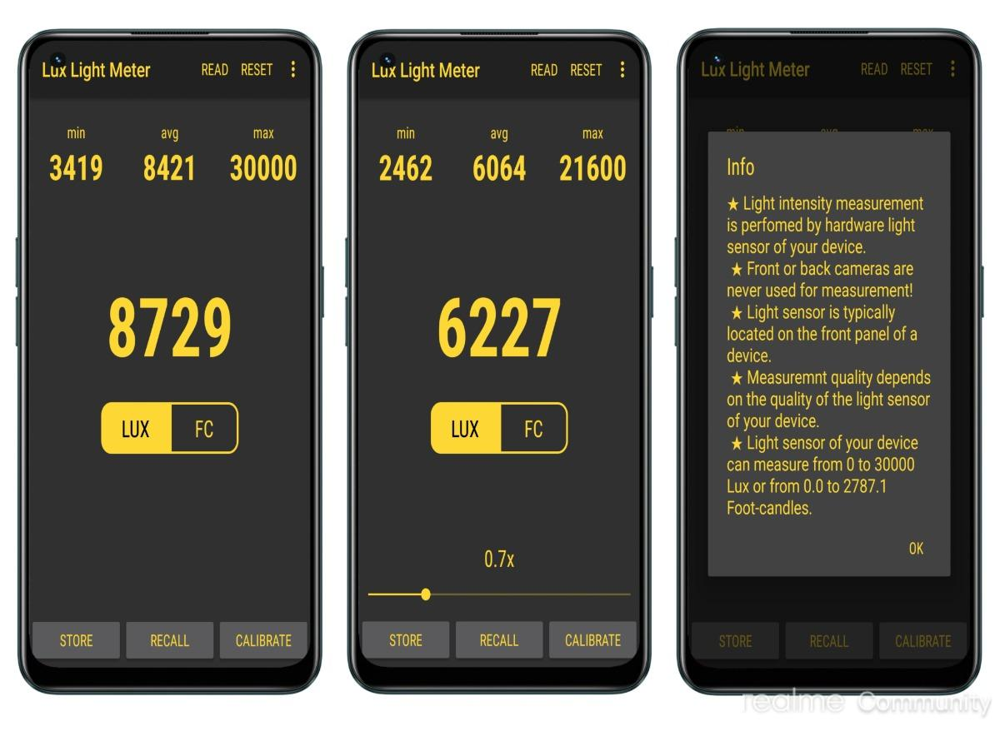 Lux Light Meter READ RESET
min avg max
3419 8421 30000
8729
LUX FC
STORE RECALL CALIBRATE
Lux Light Meter READ RESET
min avg max
2462 6064 21600
6227
LUX FC
0.7x
STORE RECALL CALIBRATE
Lux Light Meter READ RESET
min avg max
Info
★ Light intensity measurement
is perfomed by hardware light
sensor of your device.
★ Front or back cameras are
never used for measurement!
★ Light sensor is typically
located on the front panel of a
device.
★ Measuremnt quality depends
on the quality of the light sensor
of your device.
★ Light sensor of your device
can measure from 0 to 30000
Lux or from 0.0 to 2787.1
Foot-candles.
OK
STORE RECALL CALIBRATE
realme Community